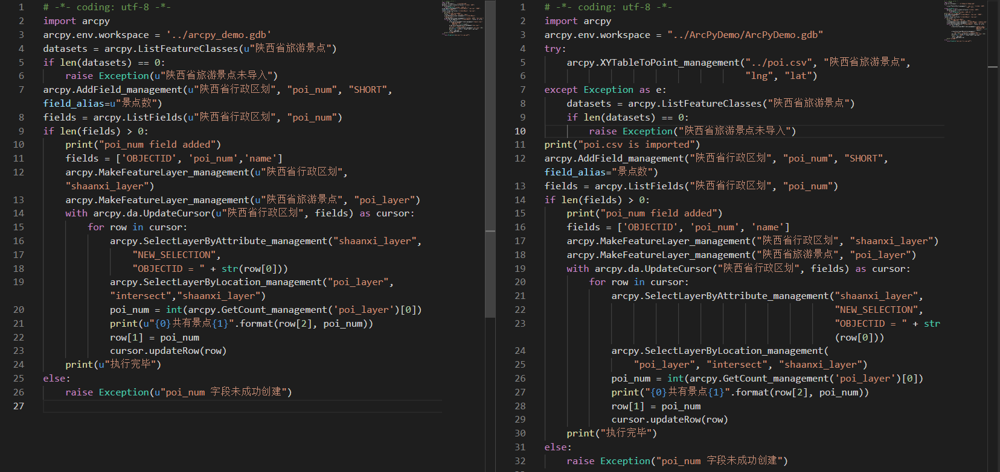 1 # -*- coding: utf-8 -*-
2 import arcpy
3 arcpy.env.workspace = '../arcpy_demo.gdb'
4 datasets = arcpy.ListFeatureClasses(u"陕西省旅游景点")
5 if len(datasets) == 0:
6     raise Exception(u"陕西省旅游景点未导入")
7 arcpy.AddField_management(u"陕西省行政区划", "poi_num", "SHORT",
field_alias=u"景点数")
8 fields = arcpy.ListFields(u"陕西省行政区划", "poi_num")
9 if len(fields) > 0:
10     print("poi_num field added")
11     fields = ['OBJECTID', 'poi_num','name']
12     arcpy.MakeFeatureLayer_management(u"陕西省行政区划",
    "shaanxi_layer")
13     arcpy.MakeFeatureLayer_management(u"陕西省旅游景点", "poi_layer")
14     with arcpy.da.UpdateCursor(u"陕西省行政区划", fields) as cursor:
15         for row in cursor:
16             arcpy.SelectLayerByAttribute_management("shaanxi_layer",
17                 "NEW_SELECTION",
18                 "OBJECTID = " + str(row[0]))
19             arcpy.SelectLayerByLocation_management("poi_layer",
            "intersect","shaanxi_layer")
20             poi_num = int(arcpy.GetCount_management('poi_layer')[0])
21             print(u"{0}共有景点{1}".format(row[2], poi_num))
22             row[1] = poi_num
23             cursor.updateRow(row)
24     print(u"执行完毕")
25 else:
26     raise Exception(u"poi_num 字段未成功创建")
27
1 # -*- coding: utf-8 -*-
2 import arcpy
3 arcpy.env.workspace = "../ArcPyDemo/ArcPyDemo.gdb"
4 try:
5     arcpy.XYTableToPoint_management("../poi.csv", "陕西省旅游景点",
6                                     "lng", "lat")
7 except Exception as e:
8     datasets = arcpy.ListFeatureClasses("陕西省旅游景点")
9     if len(datasets) == 0:
10         raise Exception("陕西省旅游景点未导入")
11 print("poi.csv is imported")
12 arcpy.AddField_management("陕西省行政区划", "poi_num", "SHORT",
field_alias="景点数")
13 fields = arcpy.ListFields("陕西省行政区划", "poi_num")
14 if len(fields) > 0:
15     print("poi_num field added")
16     fields = ['OBJECTID', 'poi_num', 'name']
17     arcpy.MakeFeatureLayer_management("陕西省行政区划", "shaanxi_layer")
18     arcpy.MakeFeatureLayer_management("陕西省旅游景点", "poi_layer")
19     with arcpy.da.UpdateCursor("陕西省行政区划", fields) as cursor:
20         for row in cursor:
21             arcpy.SelectLayerByAttribute_management("shaanxi_layer",
22                                                     "NEW_SELECTION",
23                                                     "OBJECTID = " + str
                                                    (row[0]))
24             arcpy.SelectLayerByLocation_management(
25                 "poi_layer", "intersect", "shaanxi_layer")
26             poi_num = int(arcpy.GetCount_management('poi_layer')[0])
27             print("{0}共有景点{1}".format(row[2], poi_num))
28             row[1] = poi_num
29             cursor.updateRow(row)
30     print("执行完毕")
31 else:
32     raise Exception("poi_num 字段未成功创建")